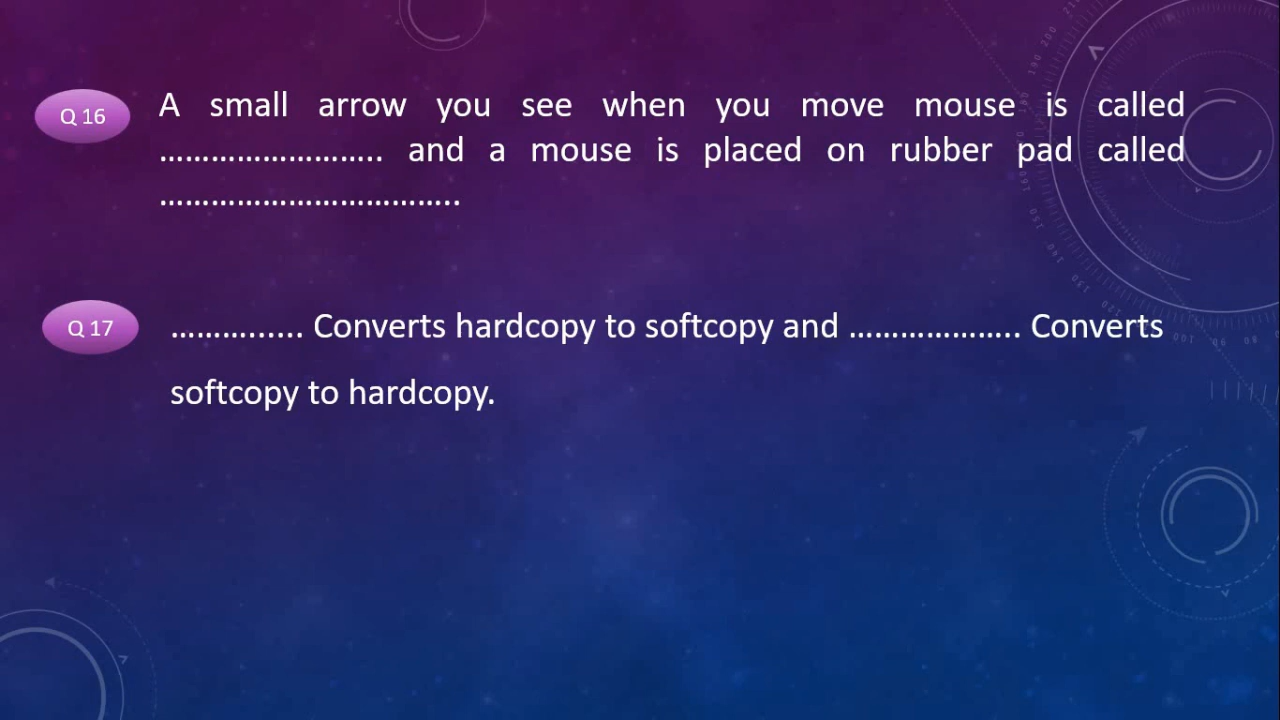 Q 16
A small arrow you see when you move mouse is called
…………………….. and a mouse is placed on rubber pad called
……………………………..
Q 17
………...... Converts hardcopy to softcopy and ……………….. Converts
softcopy to hardcopy.